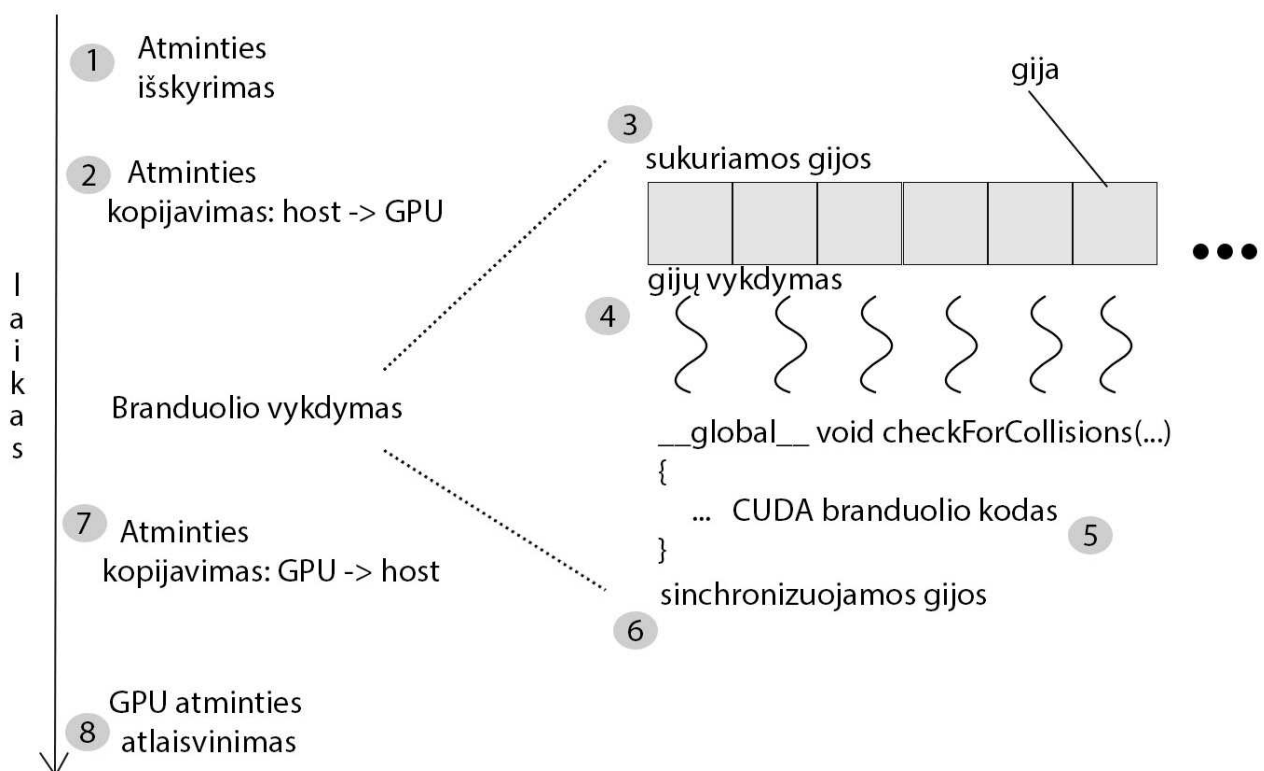 1
Atminties
išskyrimas
2
Atminties
kopijavimas: host -> GPU
laikas
Branduolio vykdymas
3
sukuriamos gijos
gija
gijų vykdymas
4
__global__ void checkForCollisions(...)
{
... CUDA branduolio kodas
5
}
sinchronizuojamos gijos
6
7
Atminties
kopijavimas: GPU -> host
GPU atminties
8
atlaisvinimas